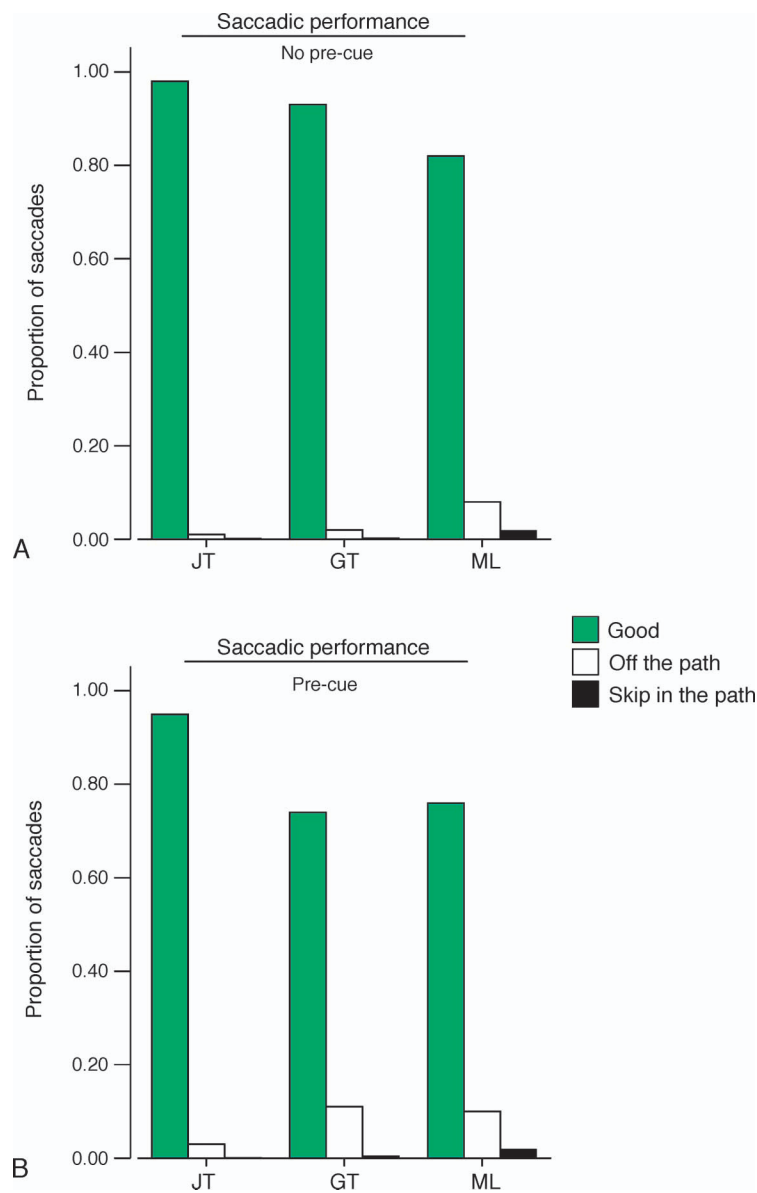 Saccadic performance
No pre-cue
Proportion of saccades
1.00
0.80
0.60
0.40
0.20
0.00
JT GT ML
A
Good
Off the path
Skip in the path
Saccadic performance
Pre-cue
Proportion of saccades
1.00
0.80
0.60
0.40
0.20
0.00
JT GT ML
B